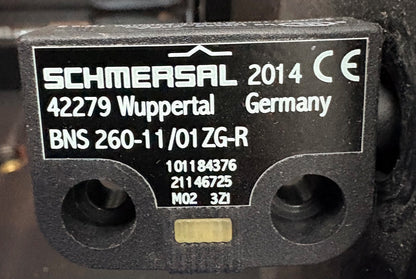 SCHMERSAL 2014 CE
42279 Wuppertal Germany
BNS 260-11/01ZG-R
101184376
21146725
M02 3Z1